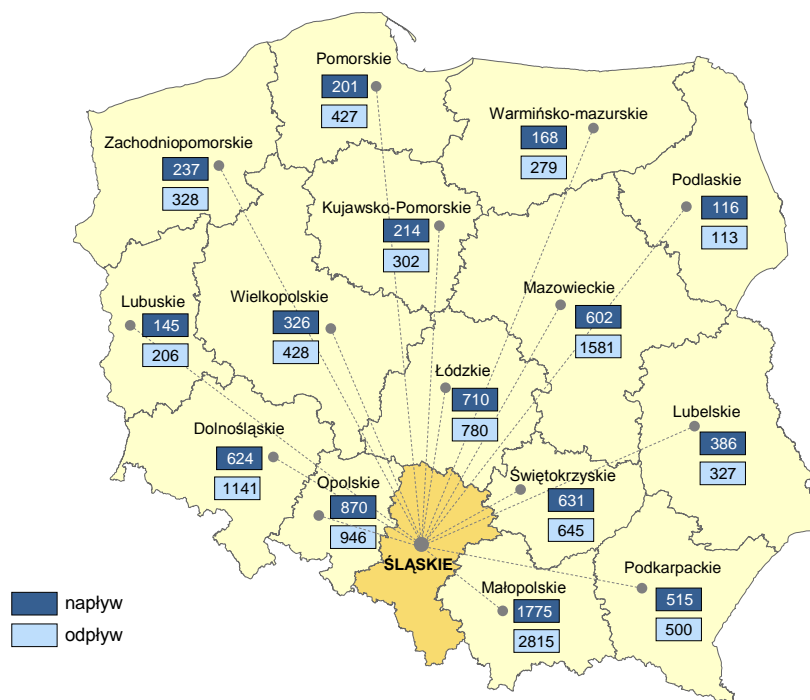 Pomorskie
201
427
Warmińsko-mazurskie
168
279
Zachodniopomorskie
237
328
Podlaskie
116
113
Kujawsko-Pomorskie
214
302
Lubuskie
145
206
Wielkopolskie
326
428
Mazowieckie
602
1581
Łódzkie
710
780
Lubelskie
386
327
Dolnośląskie
624
1141
Opolskie
870
946
Świętokrzyskie
631
645
ŚLĄSKIE
Małopolskie
1775
2815
Podkarpackie
515
500
napływ
odpływ